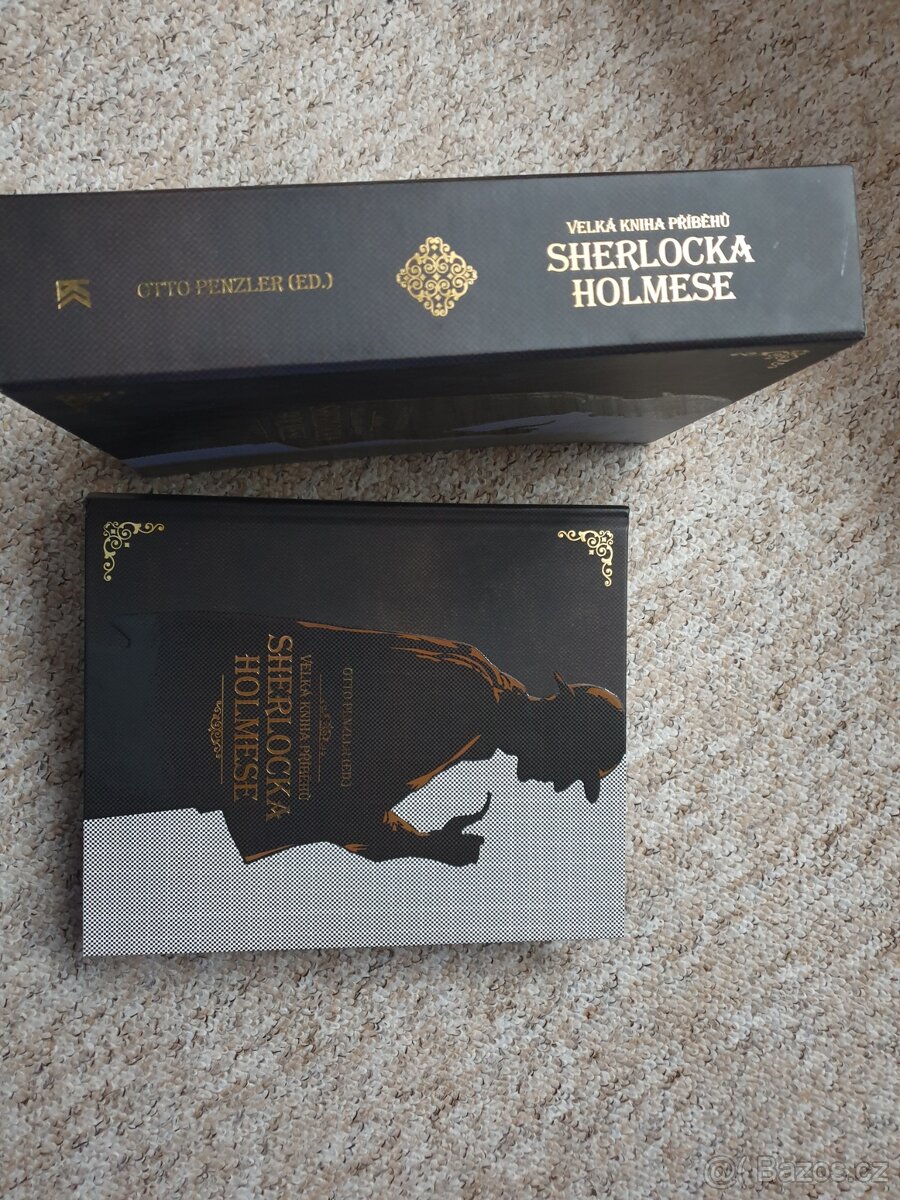 VELKÁ KNIHA PŘÍBĚHŮ
SHERLOCKA
HOLMESE
OTTO PENZLER (ED.)
OTTO PENZLER (ED.)
VELKÁ KNIHA PŘÍBĚHŮ
SHERLOCKA
HOLMESE
@ Bazos.cz